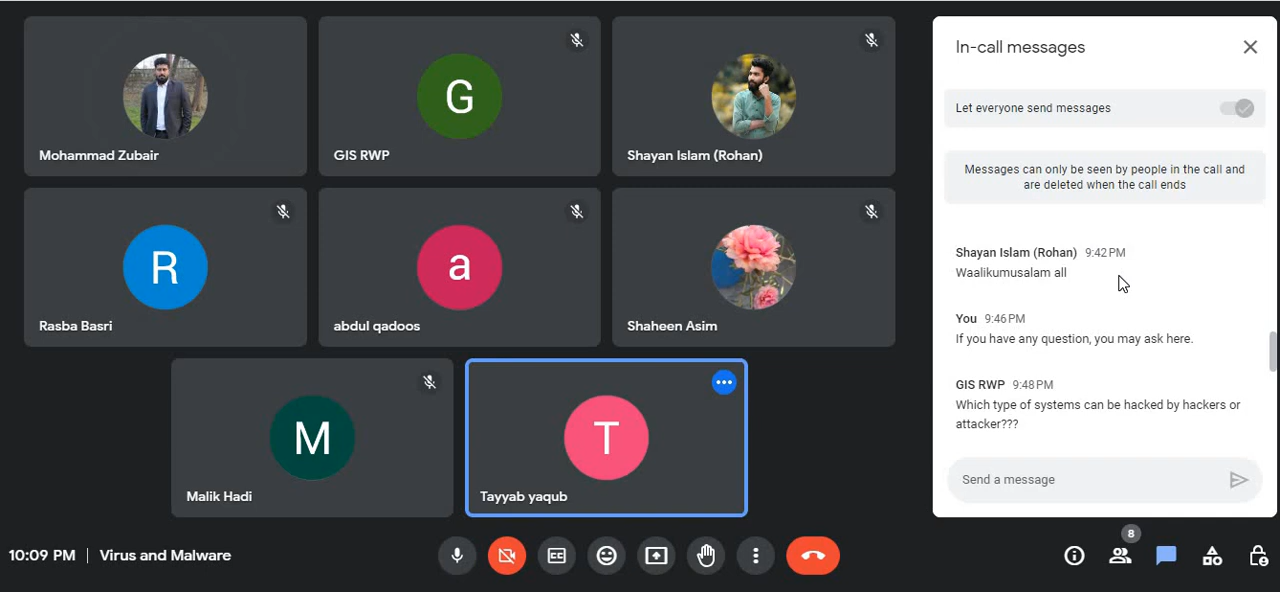 G
Mohammad Zubair
GIS RWP
Shayan Islam (Rohan)
R
a
Rasba Basri
abdul qadoos
Shaheen Asim
M
T
Malik Hadi
Tayyab yaqub
In-call messages
Let everyone send messages
Messages can only be seen by people in the call and
are deleted when the call ends
Shayan Islam (Rohan) 9:42 PM
Waalikumusalam all
You 9:46 PM
If you have any question, you may ask here.
GIS RWP 9:48 PM
Which type of systems can be hacked by hackers or
attacker???
Send a message
10:09 PM | Virus and Malware
CC
8